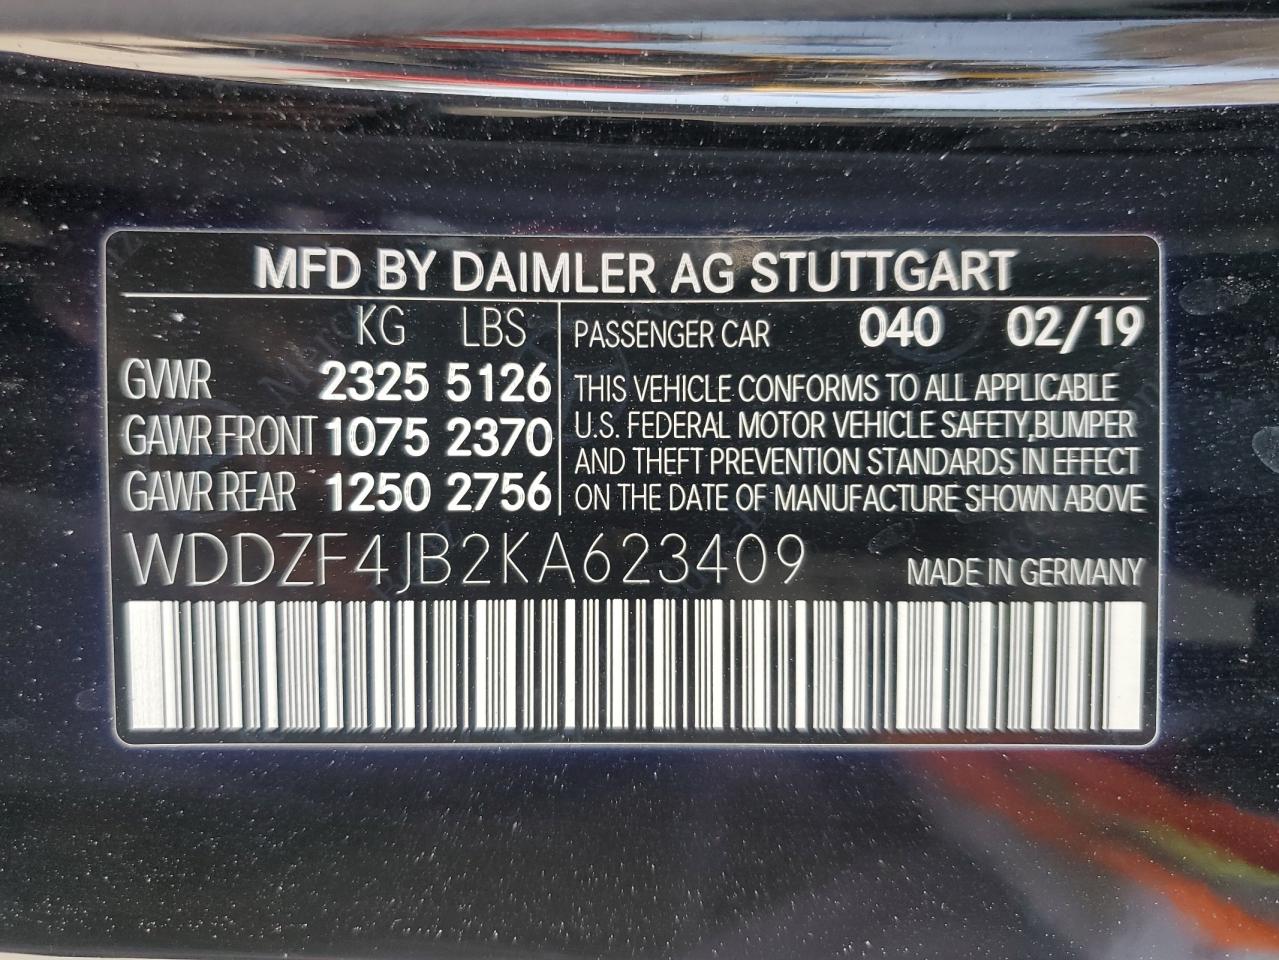 MFD BY DAIMLER AG STUTTGART
KG LBS
GVWR 2325 5126
GAWR FRONT 1075 2370
GAWR REAR 1250 2756
PASSENGER CAR 040 02/19
THIS VEHICLE CONFORMS TO ALL APPLICABLE
U.S. FEDERAL MOTOR VEHICLE SAFETY,BUMPER
AND THEFT PREVENTION STANDARDS IN EFFECT
ON THE DATE OF MANUFACTURE SHOWN ABOVE
WDDZF4JB2KA623409 MADE IN GERMANY